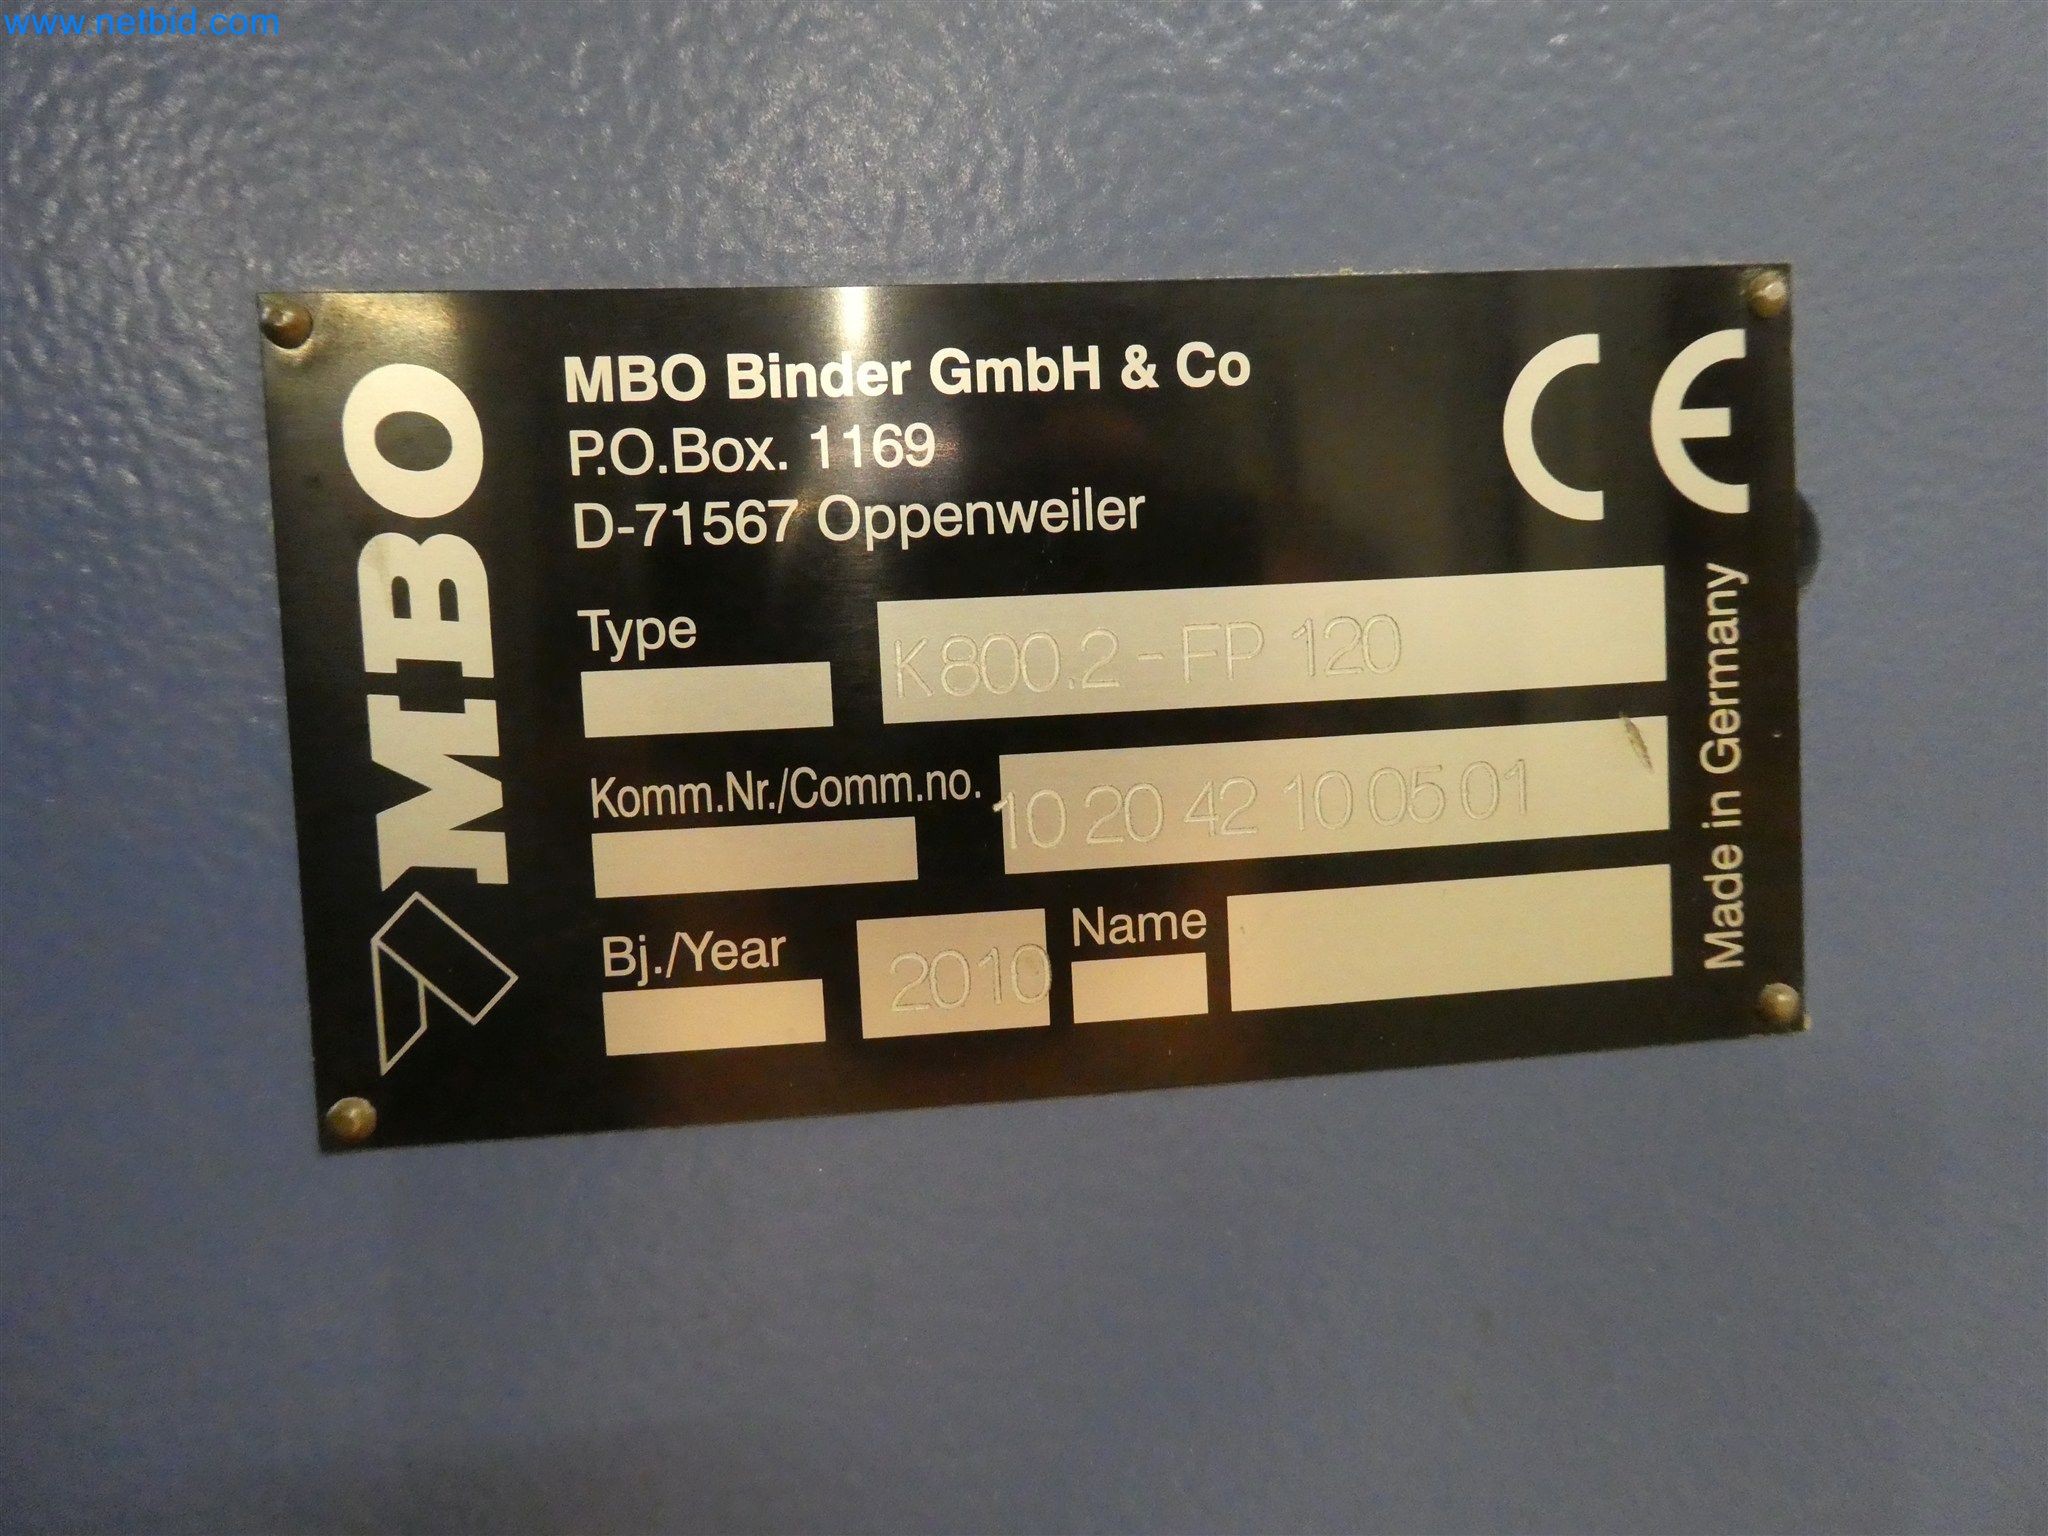 www.netbid.com
MBO
MBO Binder GmbH & Co
P.O.Box. 1169
D-71567 Oppenweiler
CE
Type K800.2-FP 120
Komm.Nr./Comm.no. 10 20 42 10 05 01
Bj./Year 2010 Name
Made in Germany